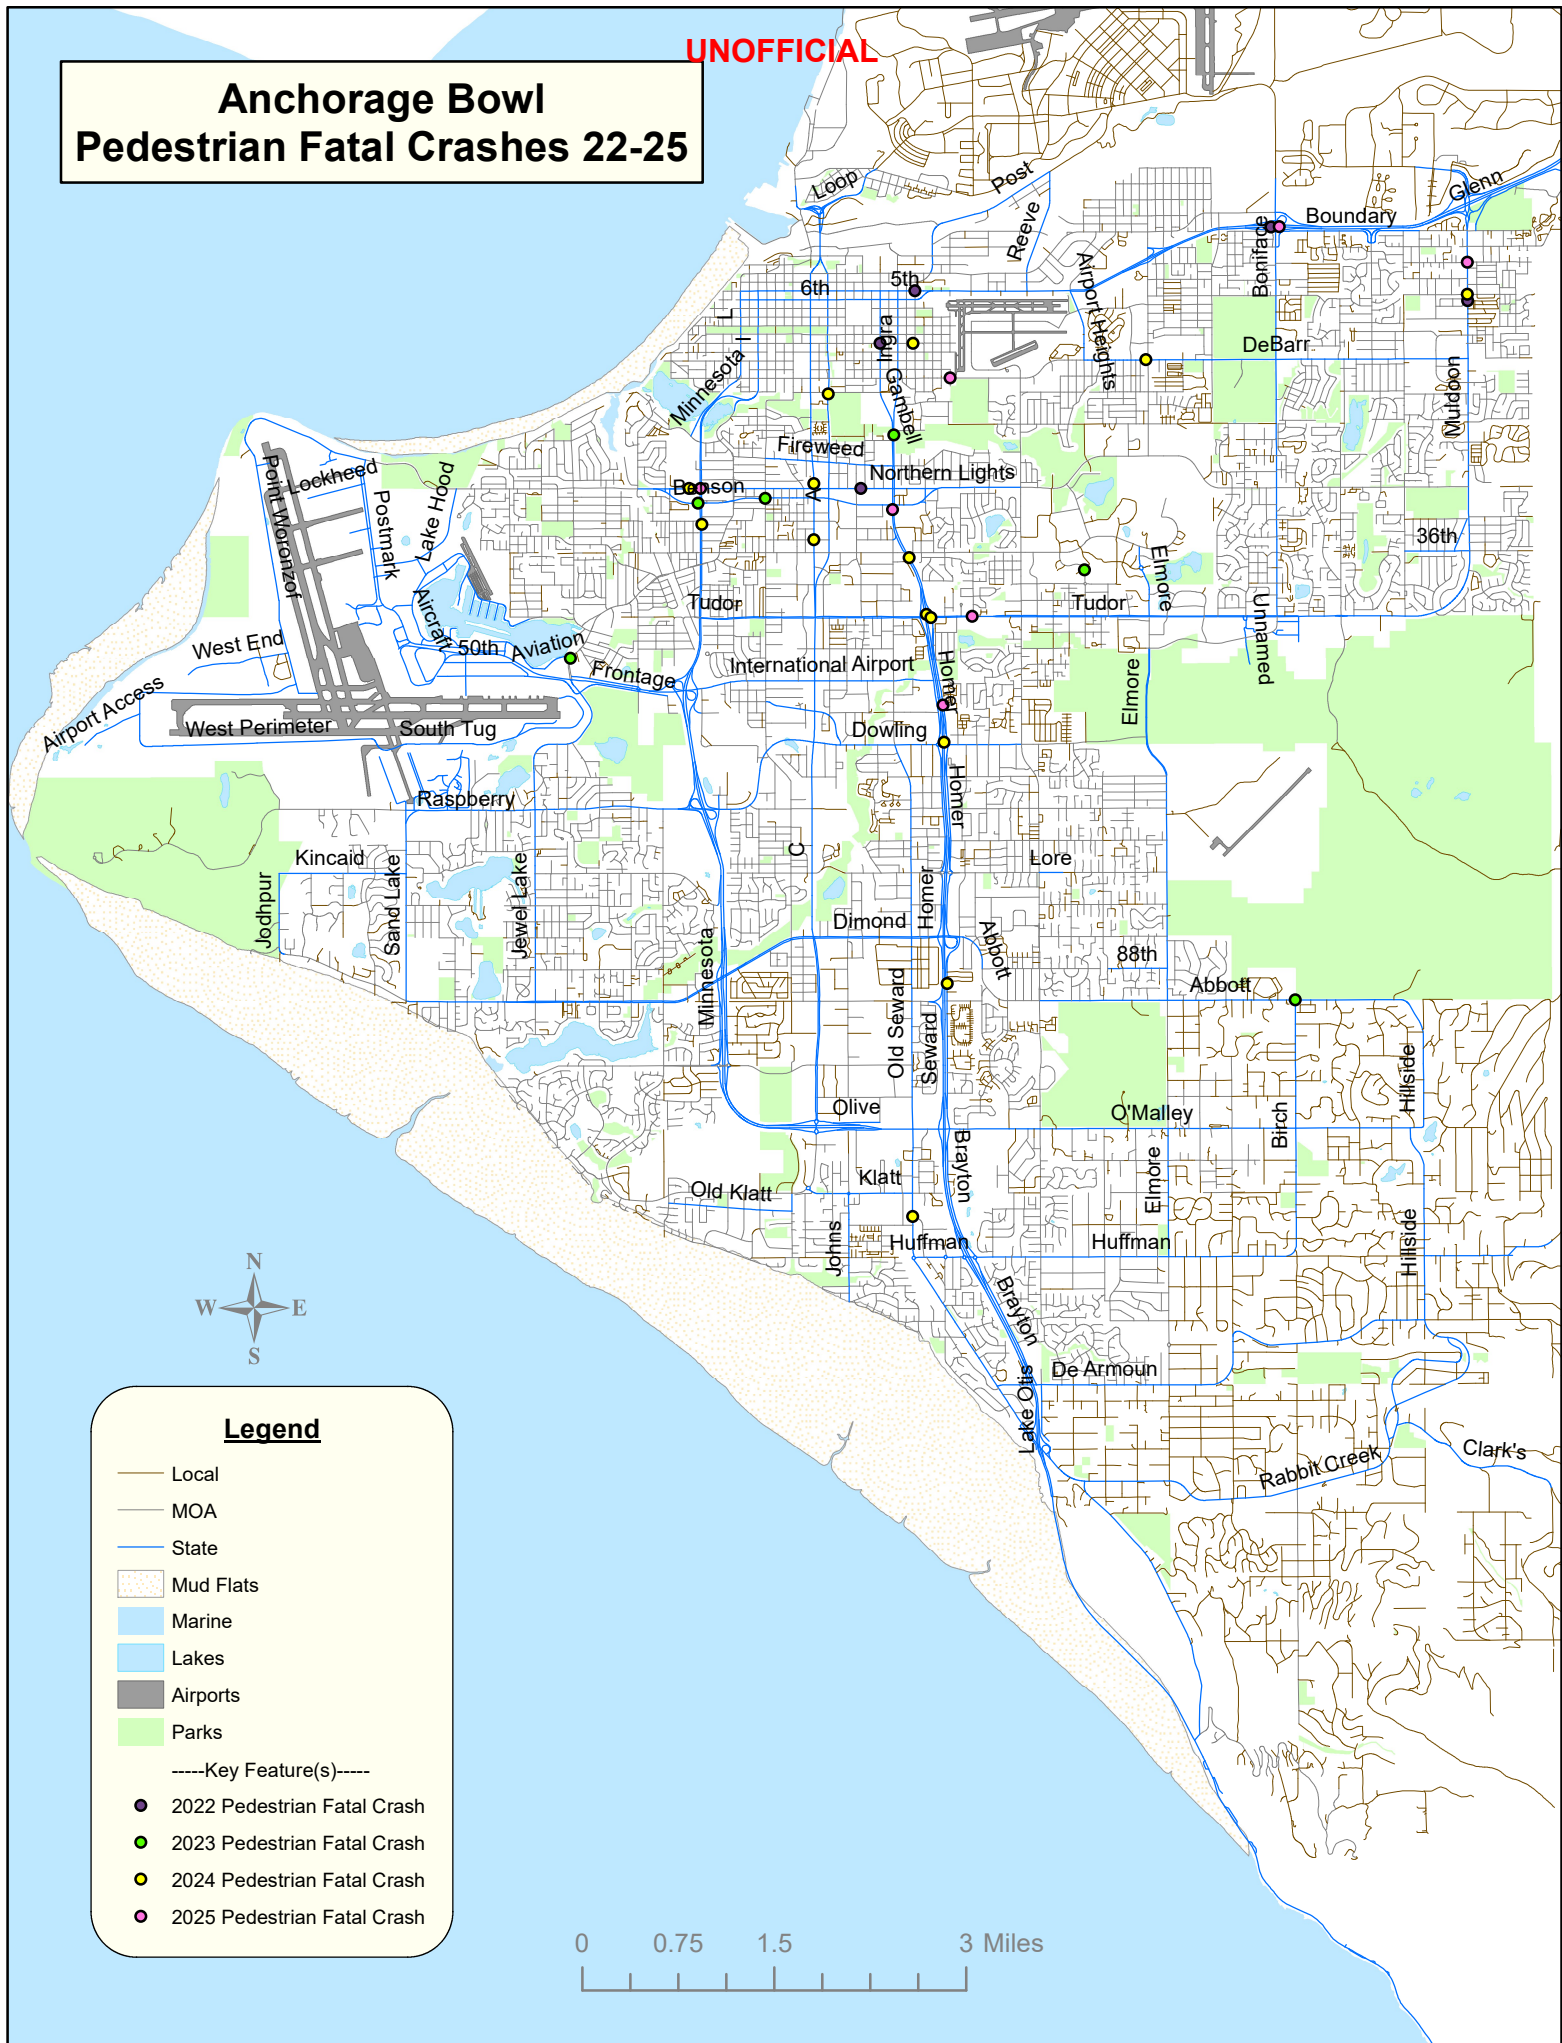 UNOFFICIAL
Anchorage Bowl
Pedestrian Fatal Crashes 22-25
Loop
Post
Reeve
Glenn
Boundary
Boniface
5th
6th
Airport Heights
L
I
Ingra
DeBarr
Minnesota
Gambell
Muldoon
Fireweed
Northern Lights
Benson
A
Lockheed
Point Woronzof
Postmark
Lake Hood
36th
Elmore
Aircraft
Tudor
Tudor
Unnamed
West End
50th
Aviation
Frontage
International Airport
Homer
Elmore
Airport Access
West Perimeter
South Tug
Dowling
Homer
Raspberry
Kincaid
C
Lore
Jodhpur
Sand Lake
Jewel Lake
Homer
Dimond
Minnesota
Abbott
88th
Abbott
Old Seward
Seward
Hillside
Olive
O'Malley
Birch
Brayton
Klatt
Old Klatt
Elmore
Johns
Huffman
Huffman
Hillside
N
W
E
S
Brayton
De Armoun
Lake Otis
Rabbit Creek
Clark's
Legend
Local
MOA
State
Mud Flats
Marine
Lakes
Airports
Parks
-----Key Feature(s)-----
2022 Pedestrian Fatal Crash
2023 Pedestrian Fatal Crash
2024 Pedestrian Fatal Crash
2025 Pedestrian Fatal Crash
0 0.75 1.5 3 Miles